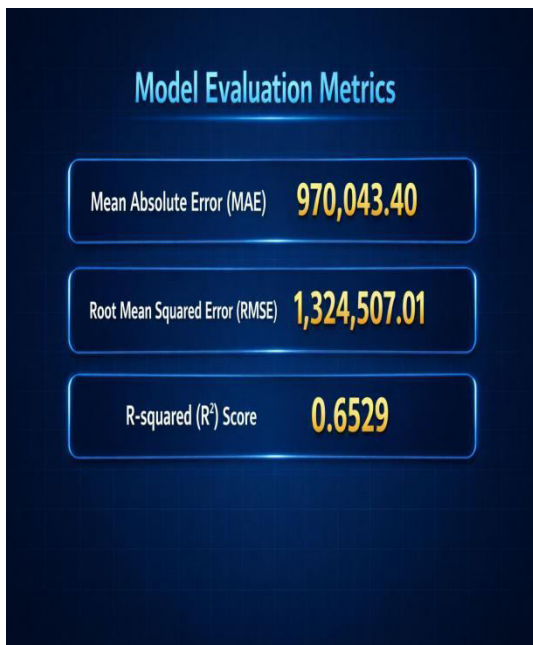 Model Evaluation Metrics
Mean Absolute Error (MAE) 970,043.40
Root Mean Squared Error (RMSE) 1,324,507.01
R-squared (R²) Score 0.6529